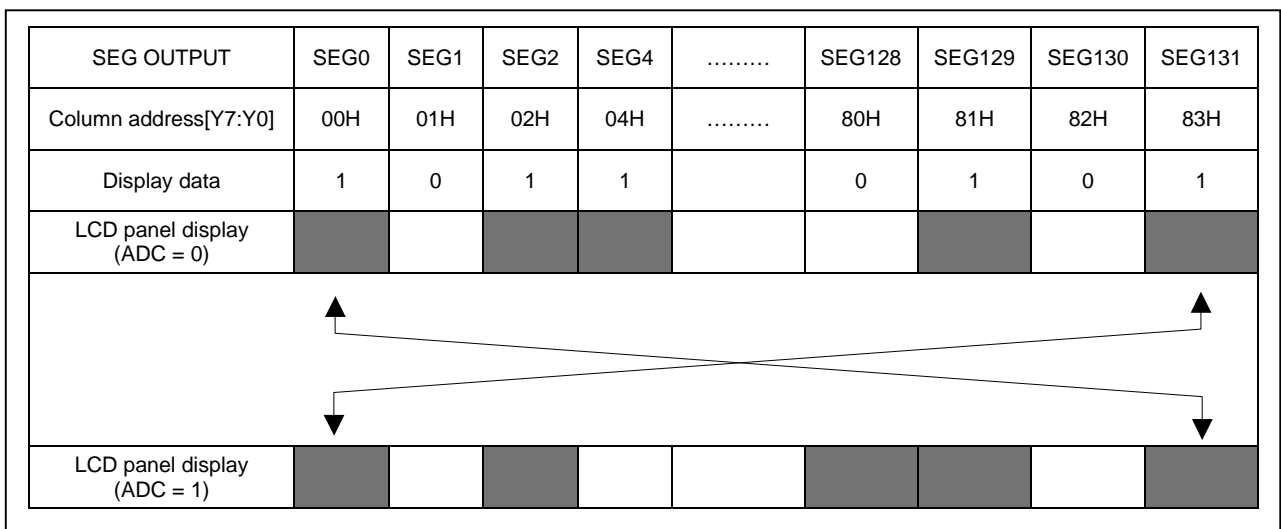 SEG OUTPUT SEG0 SEG1 SEG2 SEG4 ……… SEG128 SEG129 SEG130 SEG131
Column address[Y7:Y0] 00H 01H 02H 04H ……… 80H 81H 82H 83H
Display data 1 0 1 1 0 1 0 1
LCD panel display
(ADC = 0)
LCD panel display
(ADC = 1)